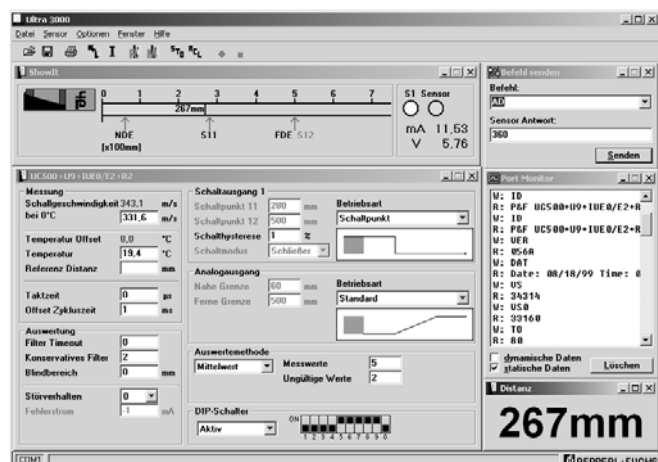 Ultra 3000
Datei Sensor Optionen Fenster Hilfe
STO RCL
ShowIt
0 1 2 3 4 5 6 7
267mm
NDE S11 FDE S12
[x100mm]
S1 Sensor
mA 11,53
V 5,76
Befehl senden
Befehl:
AD
Sensor Antwort:
360
Senden
UC500+U9+IUE0/E2+R2
Messung
Schallgeschwindigkeit 343.1 m/s
bei 0°C 331,6 m/s
Temperatur Offset 8,0 °C
Temperatur 19,4 °C
Referenz Distanz mm
Taktzeit 0 µs
Offset Zykluszeit 1 ms
Auswertung
Filter Timeout 0
Konservatives Filter 2
Blindbereich 0 mm
Störverhalten 0
Fehlerstrom -1 mA
Schaltausgang 1
Schaltpunkt 11 280 mm
Schaltpunkt 12 500 mm
Schalthysterese 1 %
Schaltmodus Schließer
Betriebsart
Schaltpunkt
Analogausgang
Nahe Grenze 60 mm
Ferne Grenze 500 mm
Betriebsart
Standard
Auswertemethode
Mittelwert
Messwerte 5
Ungültige Werte 2
DIP-Schalter
Aktiv
ON
1 2 3 4 5 6 7 8 9 0
Port Monitor
W: ID
R: P&F UC500+U9+IUE0/E2+R
W: ID
R: P&F UC500+U9+IUE0/E2+R
W: VER
R: 056A
W: DAT
R: Date: 08/18/99 Time: 0
W: VS
R: 34314
W: VS0
R: 33160
W: TO
R: 80
dynamische Daten
statische Daten
Löschen
Distanz
267mm
COM1
PEPPERL+FUCHS